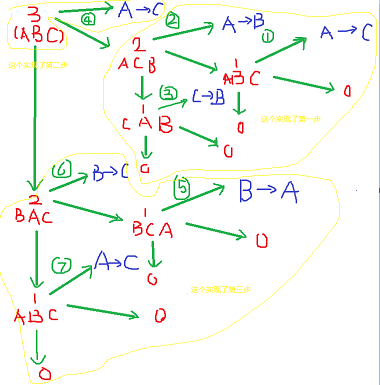 3
(ABC)
④ A→C
② A→B
① A→C
2
ACB
1
ABC
0
这个实现了第二步
③ C→B
1
CAB
0
0
这个实现了第一步
0
⑥ B→C
⑤ B→A
2
BAC
1
BCA
0
⑦ A→C
0
这个实现了第三步
1
ABC
0
0